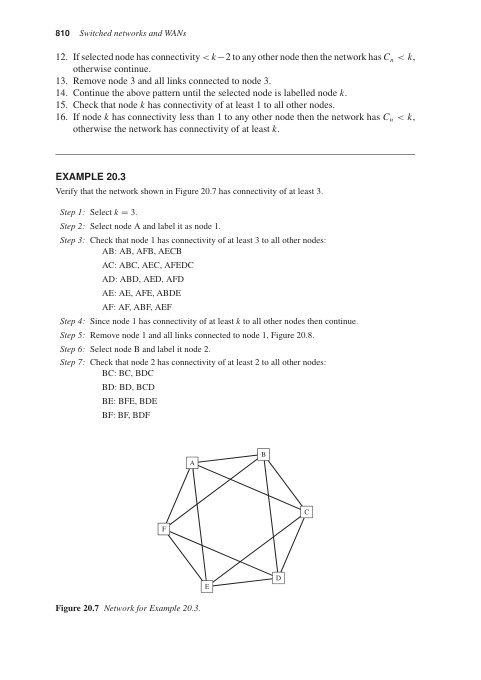 810 Switched networks and WANs
12. If selected node has connectivity < k − 2 to any other node then the network has Cn < k,
otherwise continue.
13. Remove node 3 and all links connected to node 3.
14. Continue the above pattern until the selected node is labelled node k.
15. Check that node k has connectivity of at least 1 to all other nodes.
16. If node k has connectivity less than 1 to any other node then the network has Cn < k,
otherwise the network has connectivity of at least k.
EXAMPLE 20.3
Verify that the network shown in Figure 20.7 has connectivity of at least 3.
Step 1: Select k = 3.
Step 2: Select node A and label it as node 1.
Step 3: Check that node 1 has connectivity of at least 3 to all other nodes:
AB: AB, AFB, AECB
AC: ABC, AEC, AFEDC
AD: ABD, AED, AFD
AE: AE, AFE, ABDE
AF: AF, ABF, AEF
Step 4: Since node 1 has connectivity of at least k to all other nodes then continue.
Step 5: Remove node 1 and all links connected to node 1, Figure 20.8.
Step 6: Select node B and label it node 2.
Step 7: Check that node 2 has connectivity of at least 2 to all other nodes:
BC: BC, BDC
BD: BD, BCD
BE: BFE, BDE
BF: BF, BDF
B
A
C
F
D
E
Figure 20.7 Network for Example 20.3.